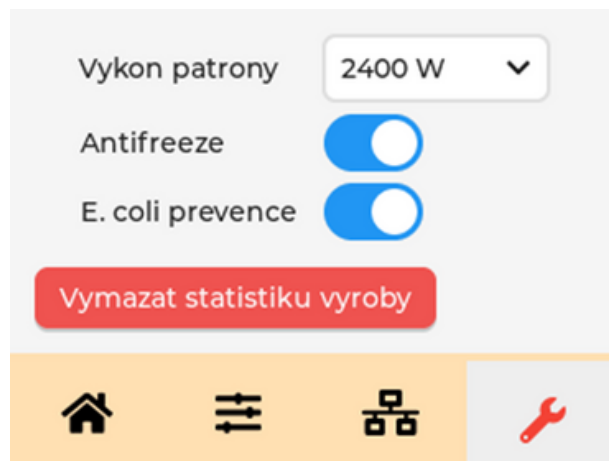 Vykon patrony 2400 W
Antifreeze
E. coli prevence
Vymazat statistiku vyroby